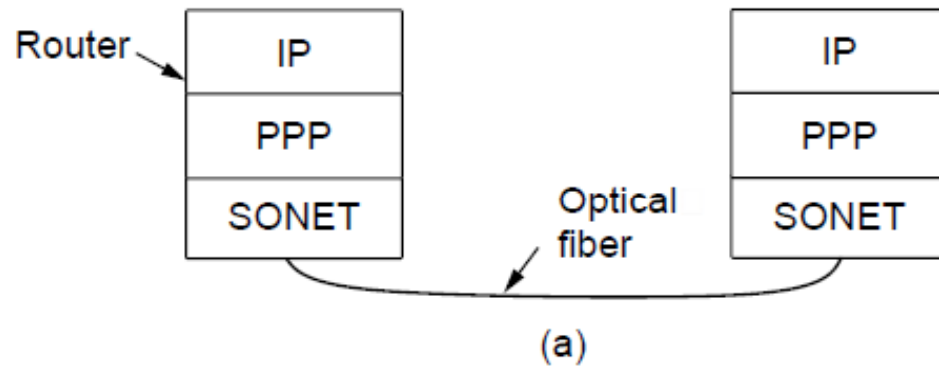 Router
IP
IP
PPP
PPP
SONET
SONET
Optical
fiber
(a)